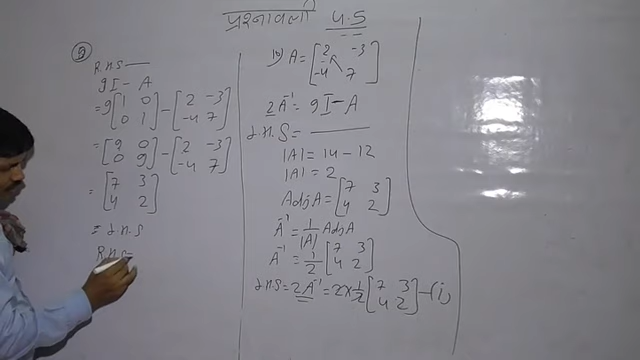 प्रश्नावली 4.5
10) A = [2 -3
-4 7]
2A⁻¹ = 9I - A
L.H.S =
|A| = 14 - 12
|A| = 2
AdjA = [7 3
4 2]
A⁻¹ = 1/|A| AdjA
A⁻¹ = 1/2 [7 3
4 2]
L.H.S = 2A⁻¹ = 2×1/2 [7 3
4 2] —(i)
R.H.S —
9I - A
= 9[1 0
0 1] - [2 -3
-4 7]
= [9 0
0 9] - [2 -3
-4 7]
= [7 3
4 2]
= L.H.S
R.H.S =